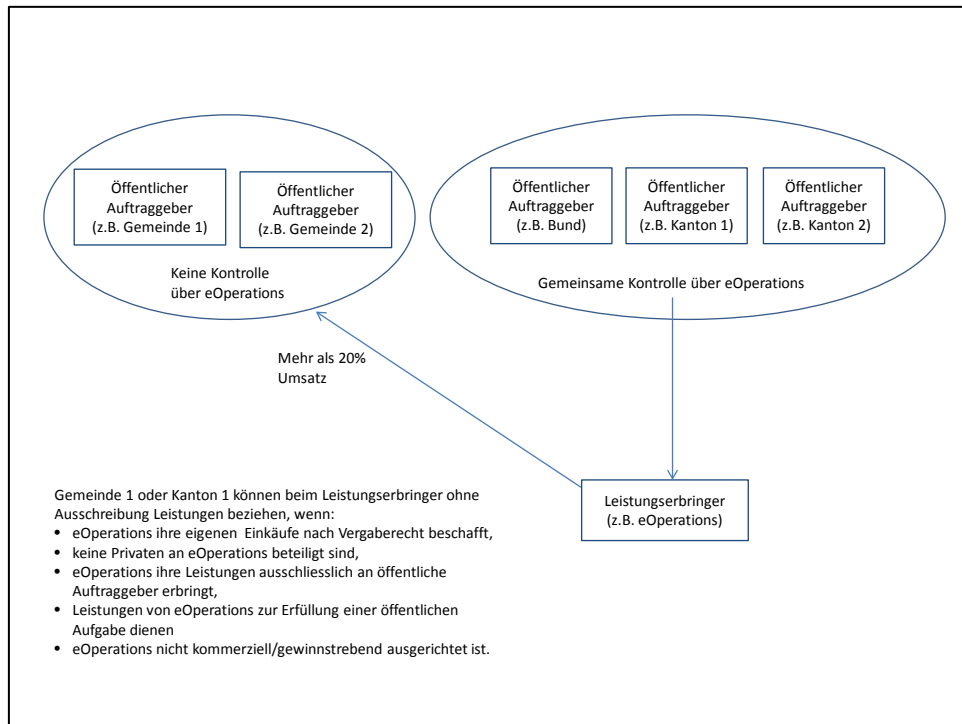 Öffentlicher
Auftraggeber
(z.B. Gemeinde 1)
Öffentlicher
Auftraggeber
(z.B. Gemeinde 2)
Keine Kontrolle
über eOperations
Öffentlicher
Auftraggeber
(z.B. Bund)
Öffentlicher
Auftraggeber
(z.B. Kanton 1)
Öffentlicher
Auftraggeber
(z.B. Kanton 2)
Gemeinsame Kontrolle über eOperations
Mehr als 20%
Umsatz
Leistungserbringer
(z.B. eOperations)
Gemeinde 1 oder Kanton 1 können beim Leistungserbringer ohne
Ausschreibung Leistungen beziehen, wenn:
• eOperations ihre eigenen Einkäufe nach Vergaberecht beschafft,
• keine Privaten an eOperations beteiligt sind,
• eOperations ihre Leistungen ausschliesslich an öffentliche
Auftraggeber erbringt,
• Leistungen von eOperations zur Erfüllung einer öffentlichen
Aufgabe dienen
• eOperations nicht kommerziell/gewinnstrebend ausgerichtet ist.